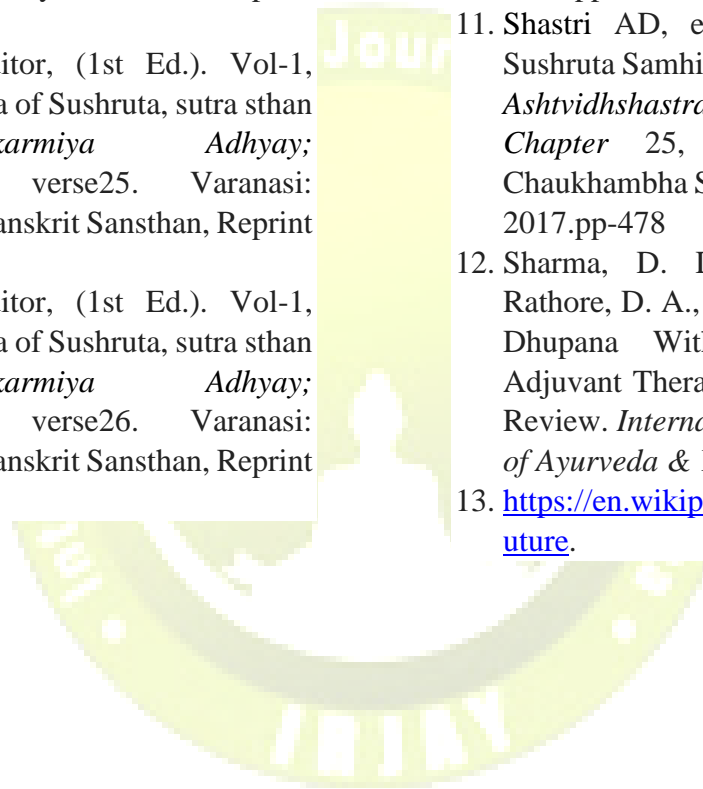 itor, (1st Ed.). Vol-1,
a of Sushruta, sutra sthan
karmiya Adhyay;
verse25. Varanasi:
anskrit Sansthan, Reprint
itor, (1st Ed.). Vol-1,
a of Sushruta, sutra sthan
karmiya Adhyay;
verse26. Varanasi:
anskrit Sansthan, Reprint
11. Shastri AD, e
Sushruta Samhi
Ashtvidhshastra
Chapter 25,
Chaukhambha S
2017.pp-478
12. Sharma, D. D
Rathore, D. A.,
Dhupana Wit
Adjuvant Thera
Review. Interna
of Ayurveda &
13. https://en.wikip
uture.
Jour
IRJAY